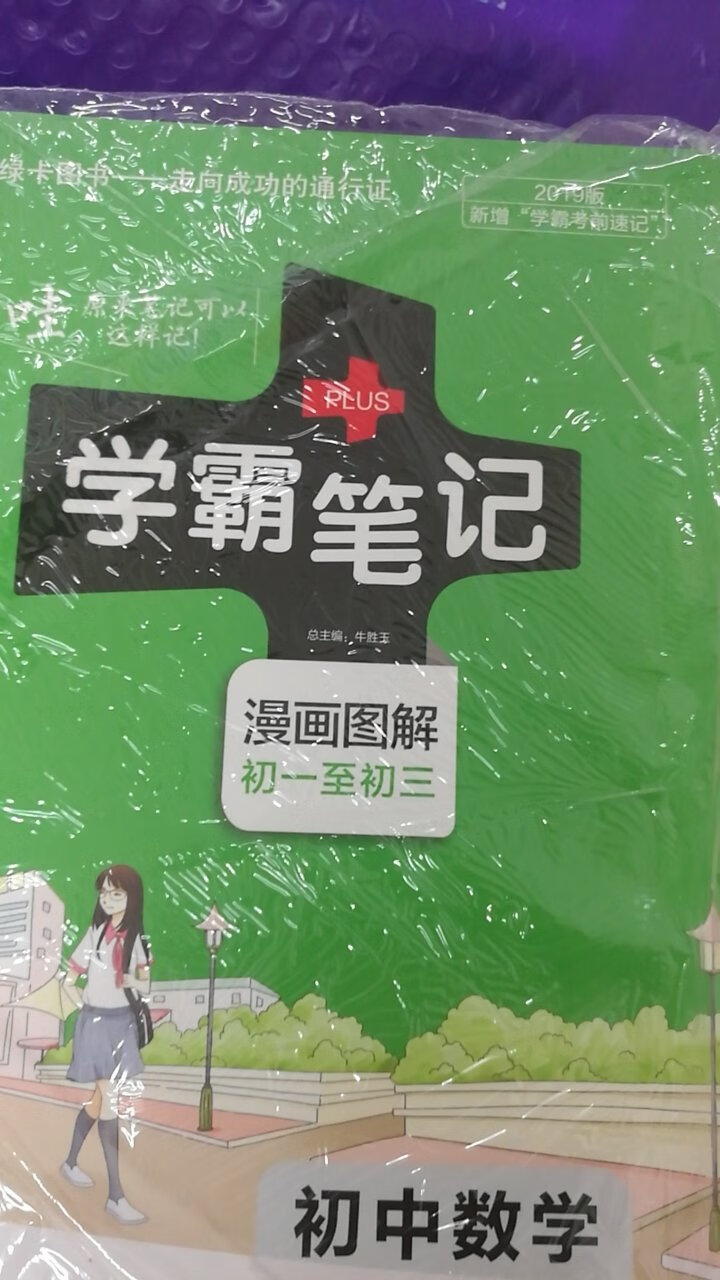 绿卡图书——走向成功的通行证
2019版
新增“学霸考前速记”
哇 原来笔记可以
这样记!
PLUS
学霸笔记
总主编：牛胜玉
漫画图解
初一至初三
初中数学